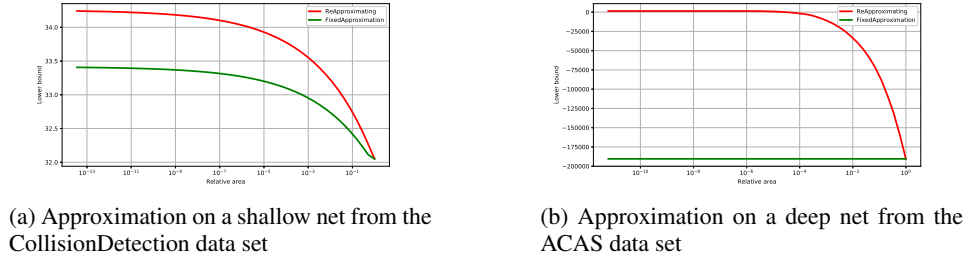 34.0
33.5
33.0
32.5
32.0
Lower bound
ReApproximating
FixedApproximation
10⁻¹³ 10⁻¹¹ 10⁻⁹ 10⁻⁷ 10⁻⁵ 10⁻³ 10⁻¹
Relative area
0
−25000
−50000
−75000
−100000
−125000
−150000
−175000
−200000
Lower bound
ReApproximating
FixedApproximation
10⁻¹⁰ 10⁻⁸ 10⁻⁶ 10⁻⁴ 10⁻² 10⁰
Relative area
(a) Approximation on a shallow net from the
CollisionDetection data set
(b) Approximation on a deep net from the
ACAS data set